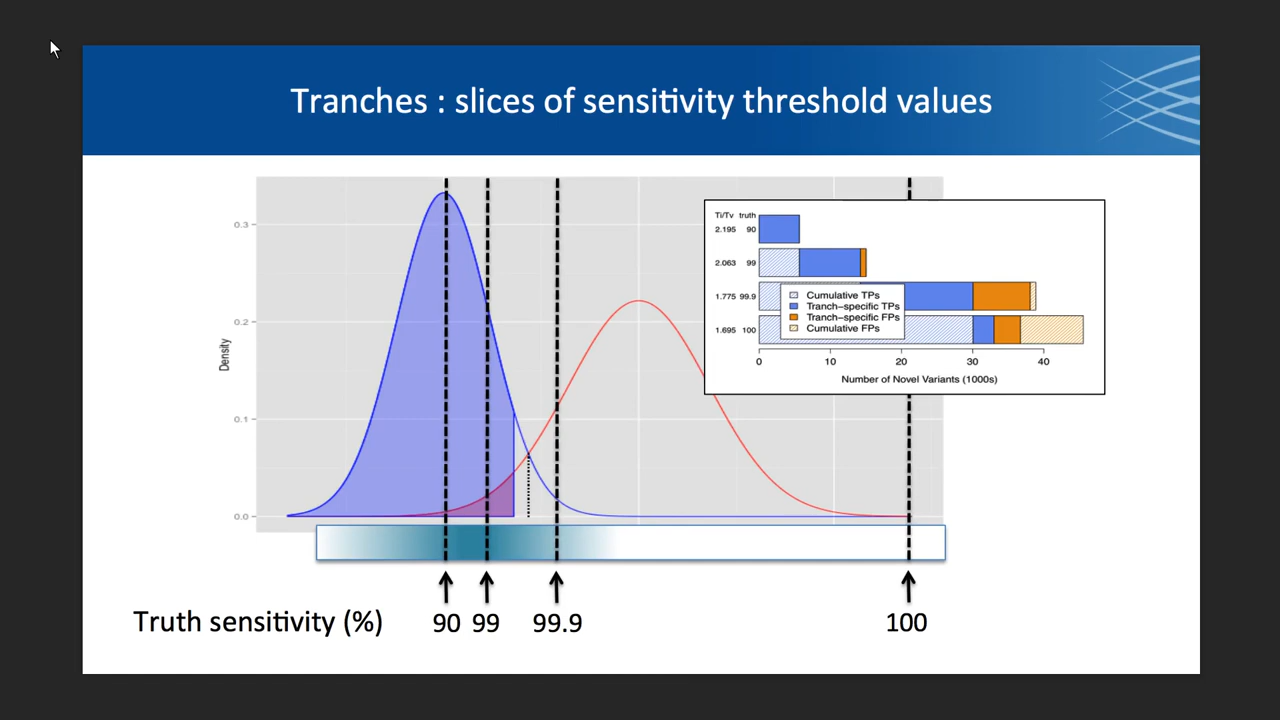 Tranches : slices of sensitivity threshold values
0.3
0.2
0.1
0.0
Density
Ti/Tv truth
2.195 90
2.063 99
1.775 99.9
1.695 100
Cumulative TPs
Tranch-specific TPs
Tranch-specific FPs
Cumulative FPs
0 10 20 30 40
Number of Novel Variants (1000s)
Truth sensitivity (%) 90 99 99.9 100